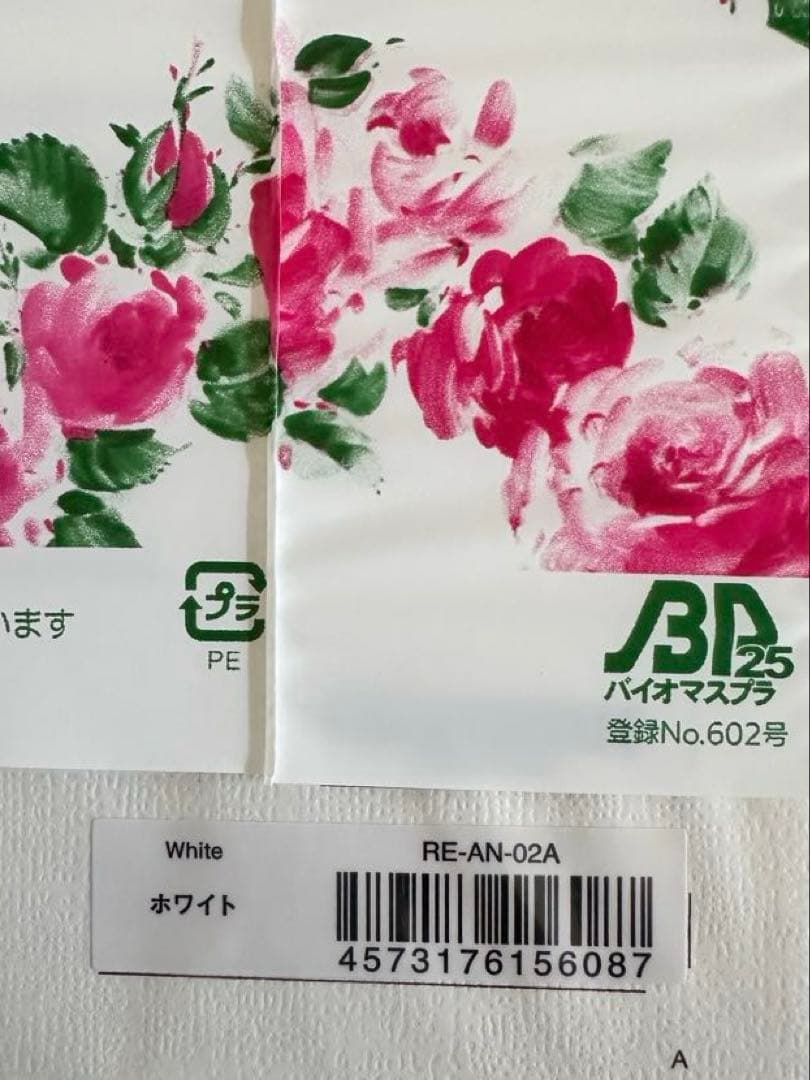 います
プラ
PE
BP
25
バイオマスプラ
登録No.602号
White
RE-AN-02A
ホワイト
4573176156087
A